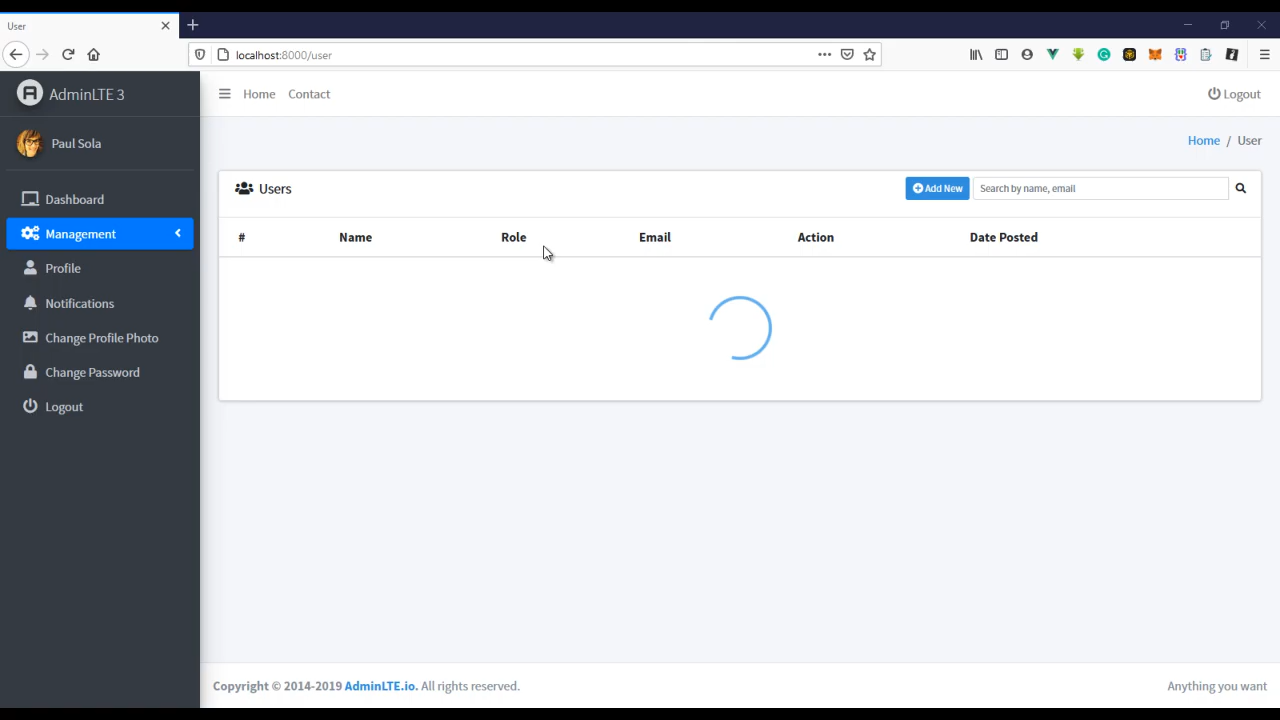 User
localhost:8000/user
AdminLTE 3
Home
Contact
Logout
Paul Sola
Home / User
Dashboard
Management
Profile
Notifications
Change Profile Photo
Change Password
Logout
Users
Add New
Search by name, email
# Name Role Email Action Date Posted
Copyright © 2014-2019 AdminLTE.io. All rights reserved.
Anything you want